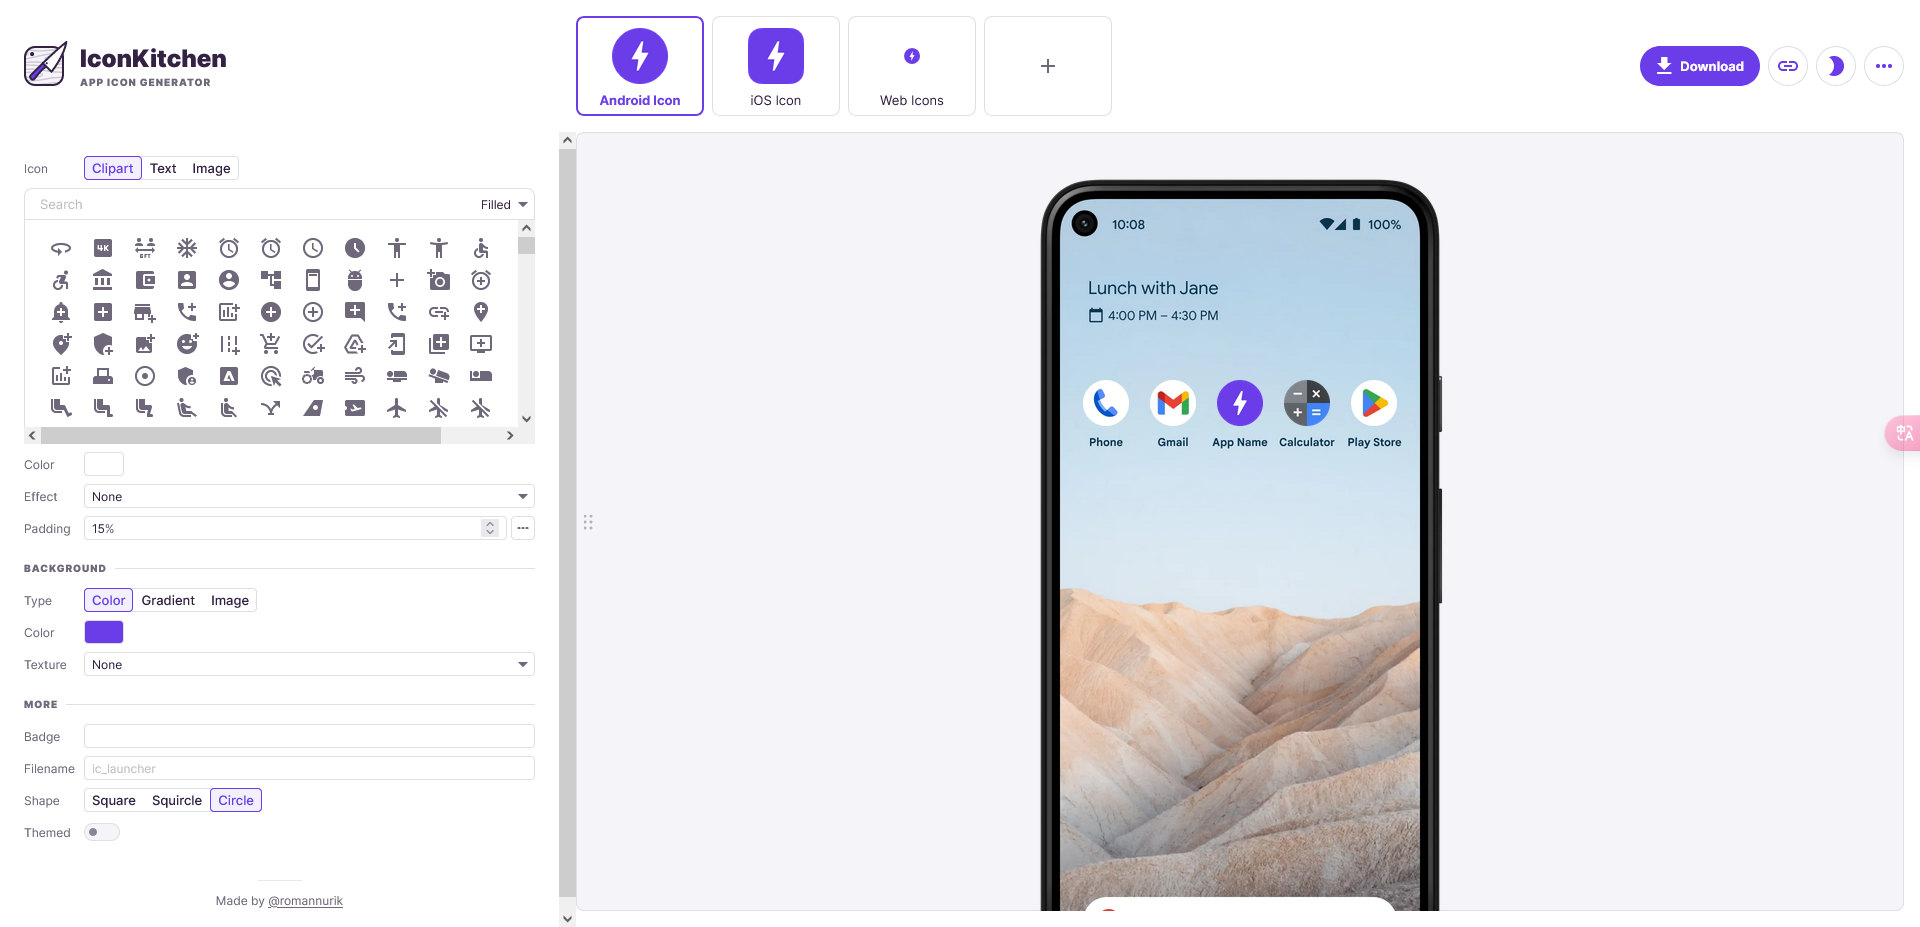 IconKitchen
APP ICON GENERATOR
Android Icon
iOS Icon
Web Icons
Download
Icon
Clipart
Text
Image
Search
Filled
4K
6FT
Color
Effect
None
Padding
15%
BACKGROUND
Type
Color
Gradient
Image
Color
Texture
None
MORE
Badge
Filename
ic_launcher
Shape
Square
Squircle
Circle
Themed
Made by @romannurik
10:08
100%
Lunch with Jane
4:00 PM – 4:30 PM
Phone
Gmail
App Name
Calculator
Play Store